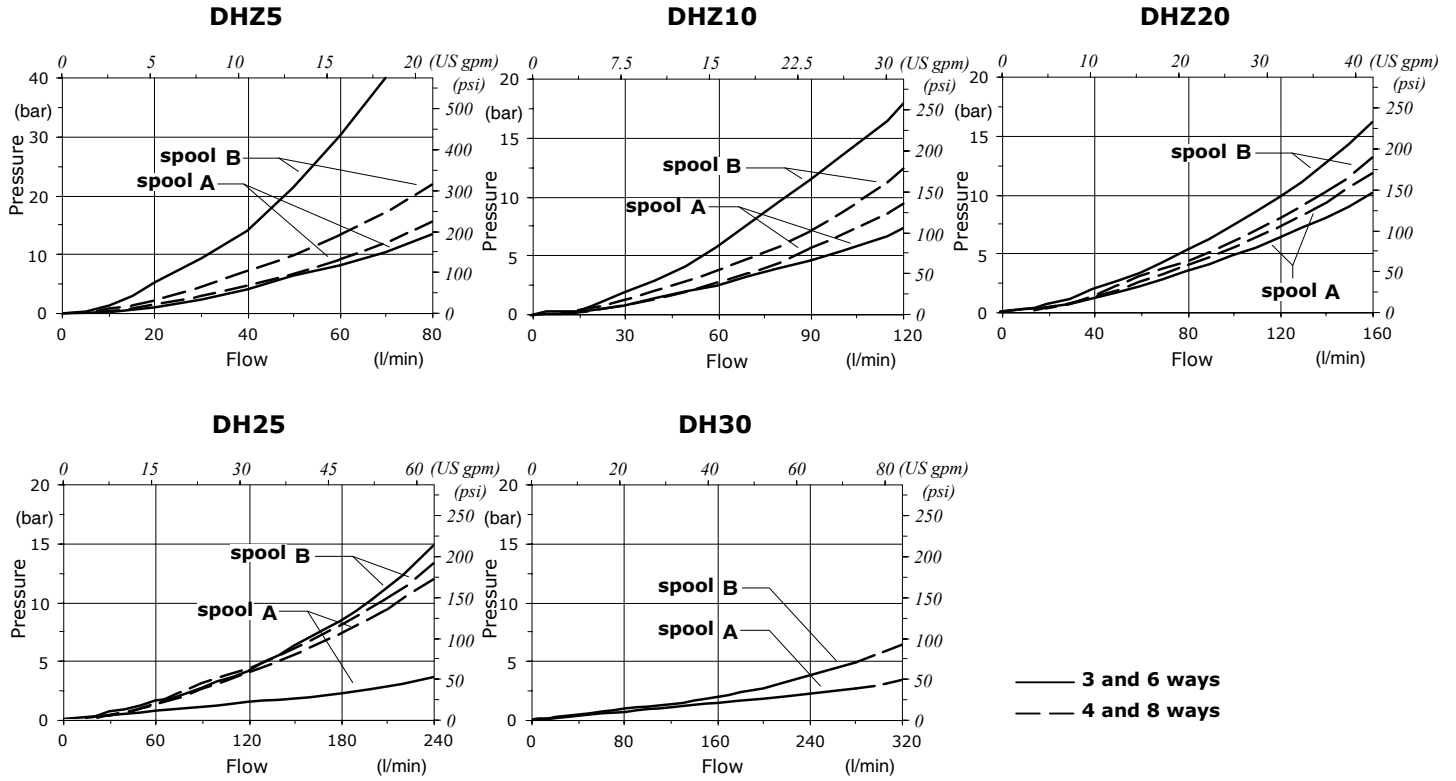 DHZ5
0 5 10 15 20 (US gpm)
(psi)
40
(bar)
30
20
10
0
Pressure
500
400
300
200
100
0
spool B
spool A
0 20 40 60 80
Flow (l/min)
DHZ10
0 7.5 15 22.5 30 (US gpm)
(psi)
20
(bar)
15
10
5
0
Pressure
250
200
150
100
50
0
spool B
spool A
0 30 60 90 120
Flow (l/min)
DHZ20
0 10 20 30 40 (US gpm)
(psi)
20
(bar)
15
10
5
0
Pressure
250
200
150
100
50
0
spool B
spool A
0 40 80 120 160
Flow (l/min)
DH25
0 15 30 45 60 (US gpm)
(psi)
20
(bar)
15
10
5
0
Pressure
250
200
150
100
50
0
spool B
spool A
0 60 120 180 240
Flow (l/min)
DH30
0 20 40 60 80 (US gpm)
(psi)
20
(bar)
15
10
5
0
Pressure
250
200
150
100
50
0
spool B
spool A
0 80 160 240 320
Flow (l/min)
3 and 6 ways
4 and 8 ways